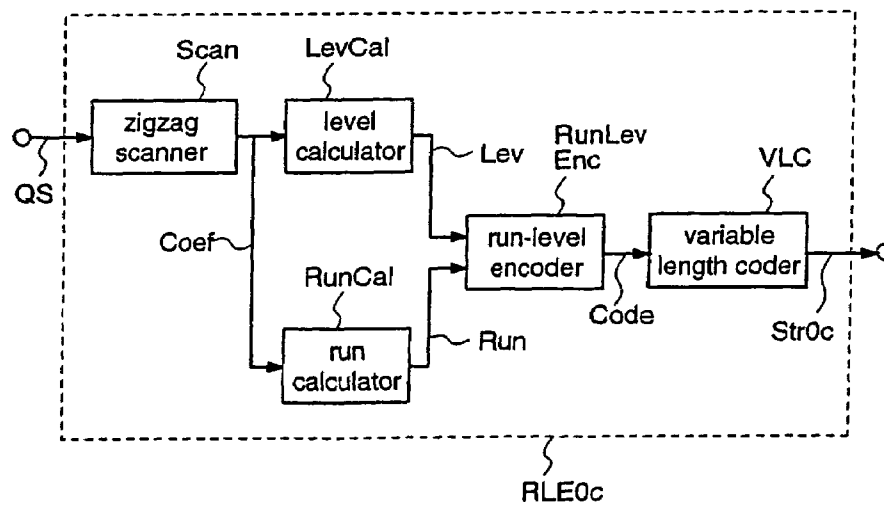 Scan
LevCal
zigzag
scanner
level
calculator
QS
Lev
RunLev
Enc
VLC
Coef
run-level
encoder
variable
length coder
RunCal
Code
Str0c
run
calculator
Run
RLE0c